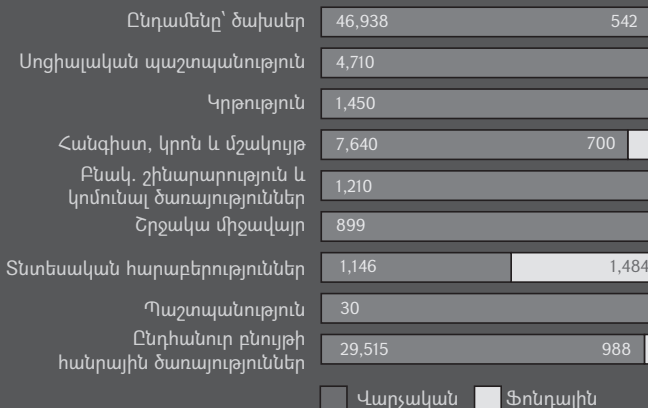 Ընդամենը՝ ծախսեր 46,938 542
Սոցիալական պաշտպանություն 4,710
Կրթություն 1,450
Հանգիստ, կրոն և մշակույթ 7,640 700
Բնակ. շինարարություն և
կոմունալ ծառայություններ 1,210
Շրջակա միջավայր 899
Տնտեսական հարաբերություններ 1,146 1,484
Պաշտպանություն 30
Ընդհանուր բնույթի
հանրային ծառայություններ 29,515 988
Վարչական Ֆոնդային